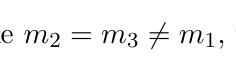 e m₂ = m₃ ≠ m₁,